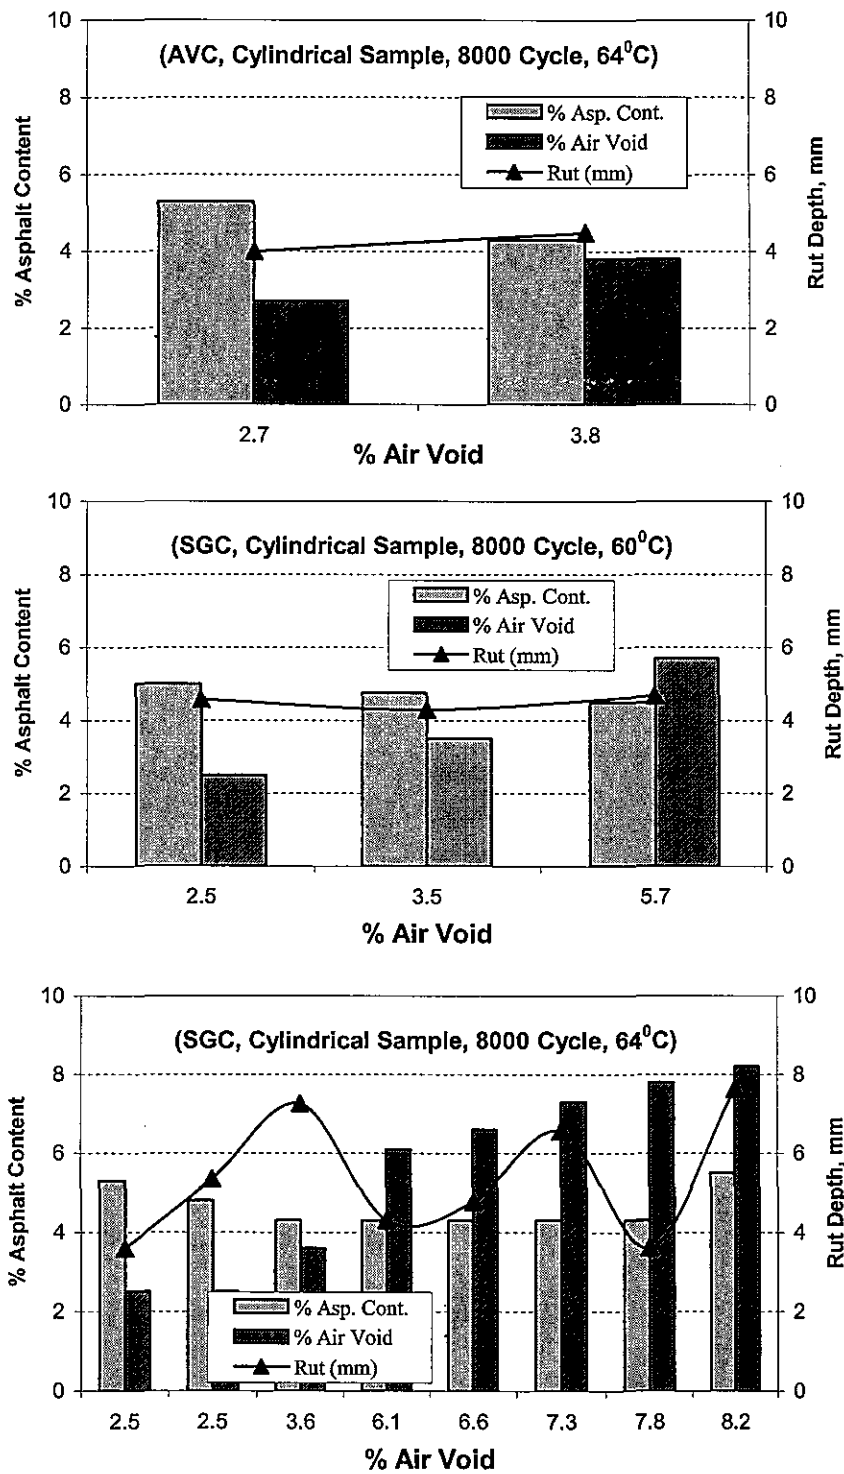 (AVC, Cylindrical Sample, 8000 Cycle, 64⁰C)
% Asphalt Content
Rut Depth, mm
10
8
6
4
2
0
10
8
6
4
2
0
% Asp. Cont.
% Air Void
Rut (mm)
2.7 3.8
% Air Void
(SGC, Cylindrical Sample, 8000 Cycle, 60⁰C)
% Asphalt Content
Rut Depth, mm
10
8
6
4
2
0
10
8
6
4
2
0
% Asp. Cont.
% Air Void
Rut (mm)
2.5 3.5 5.7
% Air Void
(SGC, Cylindrical Sample, 8000 Cycle, 64⁰C)
% Asphalt Content
Rut Depth, mm
10
8
6
4
2
0
10
8
6
4
2
0
% Asp. Cont.
% Air Void
Rut (mm)
2.5 2.5 3.6 6.1 6.6 7.3 7.8 8.2
% Air Void